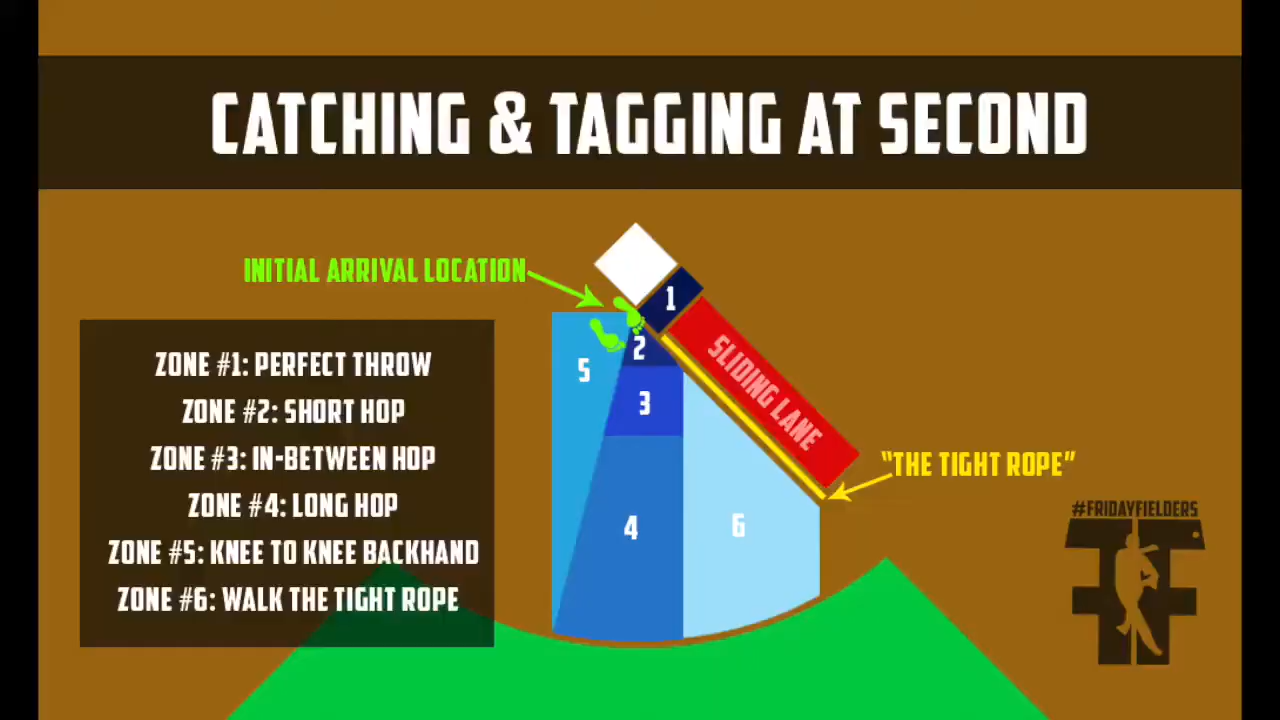 CATCHING & TAGGING AT SECOND
INITIAL ARRIVAL LOCATION
1
2
3
4
5
6
SLIDING LANE
"THE TIGHT ROPE"
ZONE #1: PERFECT THROW
ZONE #2: SHORT HOP
ZONE #3: IN-BETWEEN HOP
ZONE #4: LONG HOP
ZONE #5: KNEE TO KNEE BACKHAND
ZONE #6: WALK THE TIGHT ROPE
#FRIDAYFIELDERS